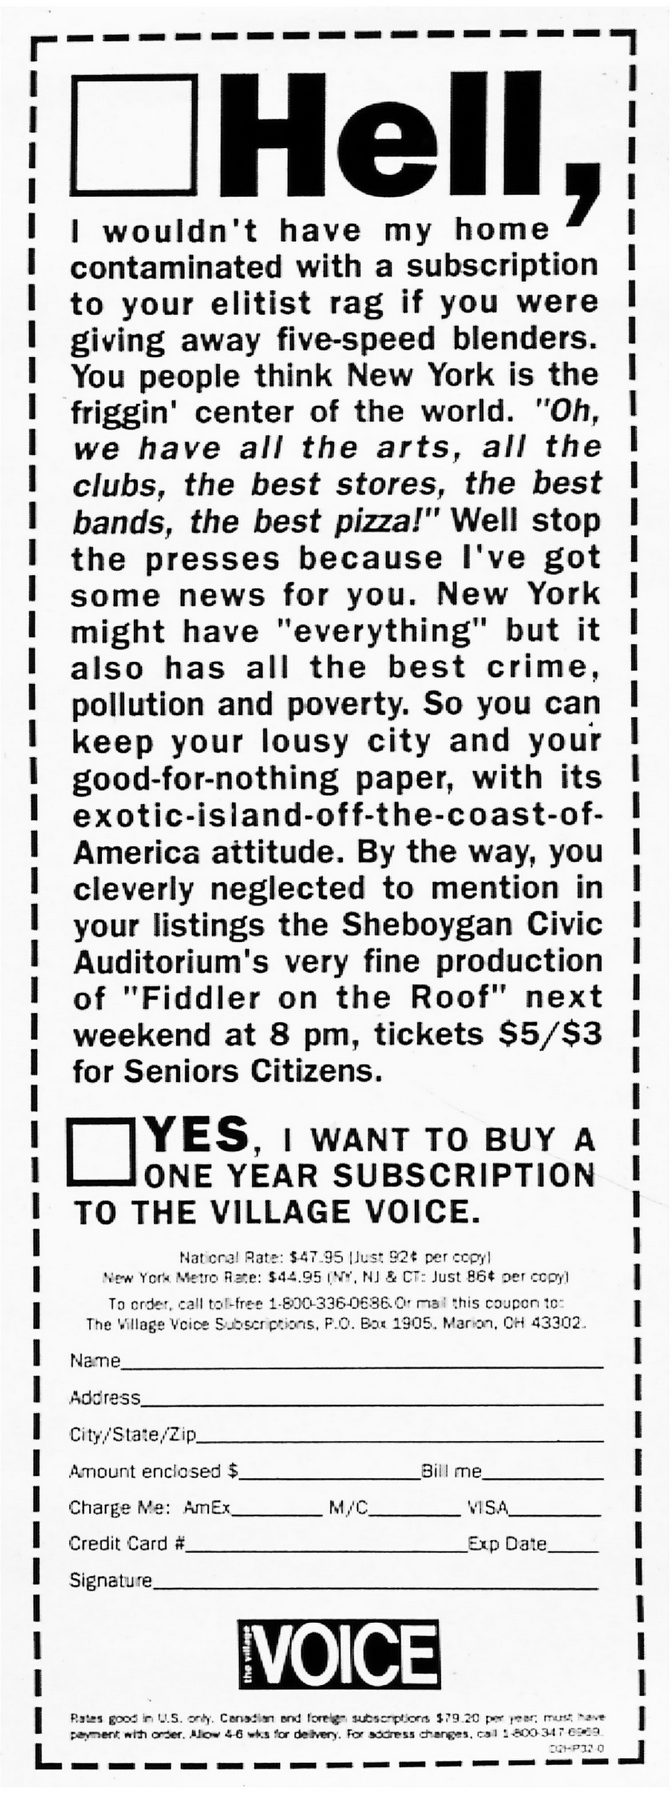 Hell,
I wouldn't have my home
contaminated with a subscription
to your elitist rag if you were
giving away five-speed blenders.
You people think New York is the
friggin' center of the world. "Oh,
we have all the arts, all the
clubs, the best stores, the best
bands, the best pizza!" Well stop
the presses because I've got
some news for you. New York
might have "everything" but it
also has all the best crime,
pollution and poverty. So you can
keep your lousy city and your
good-for-nothing paper, with its
exotic-island-off-the-coast-of-
America attitude. By the way, you
cleverly neglected to mention in
your listings the Sheboygan Civic
Auditorium's very fine production
of "Fiddler on the Roof" next
weekend at 8 pm, tickets $5/$3
for Seniors Citizens.
YES, I WANT TO BUY A
ONE YEAR SUBSCRIPTION
TO THE VILLAGE VOICE.
National Rate: $47.95 (Just 92¢ per copy)
New York Metro Rate: $44.95 (NY, NJ & CT: Just 86¢ per copy)
To order, call toll-free 1-800-336-0686. Or mail this coupon to:
The Village Voice Subscriptions, P.O. Box 1905, Marion, OH 43302.
Name
Address
City/State/Zip
Amount enclosed $ Bill me
Charge Me: AmEx M/C VISA
Credit Card # Exp Date
Signature
the village VOICE
Rates good in U.S. only. Canadian and foreign subscriptions $79.20 per year; must have
payment with order. Allow 4-6 wks for delivery. For address changes, call 1-800-347-6969.